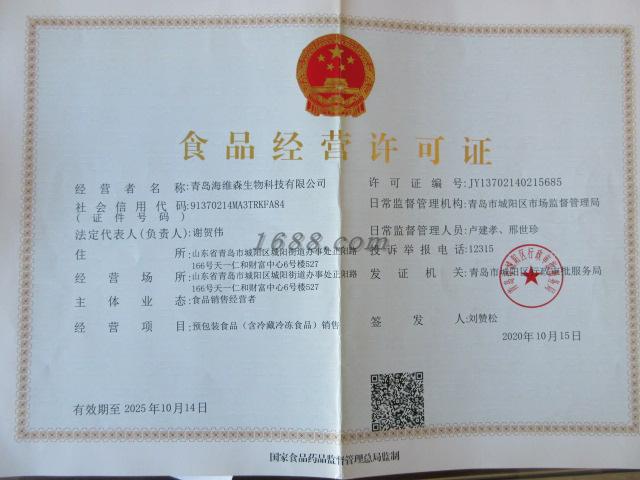 食品经营许可证
经营者名称:青岛海维森生物科技有限公司
社会信用代码:91370214MA3TRKFA84
(证件号码)
法定代表人(负责人):谢贺伟
住所:山东省青岛市城阳区城阳街道办事处正阳路
166号天一仁和财富中心6号楼527
经营场所:山东省青岛市城阳区城阳街道办事处正阳路
166号天一仁和财富中心6号楼527
主体业态:食品销售经营者
经营项目:预包装食品(含冷藏冷冻食品)销售
有效期至 2025年10月14日
许可证编号:JY13702140215685
日常监督管理机构:青岛市城阳区市场监督管理局
日常监督管理人员:卢建孝、邢世珍
投诉举报电话:12315
发证机关:青岛市城阳区行政审批服务局
签发人:刘赞松
2020年10月15日
国家食品药品监督管理总局监制
1688.com